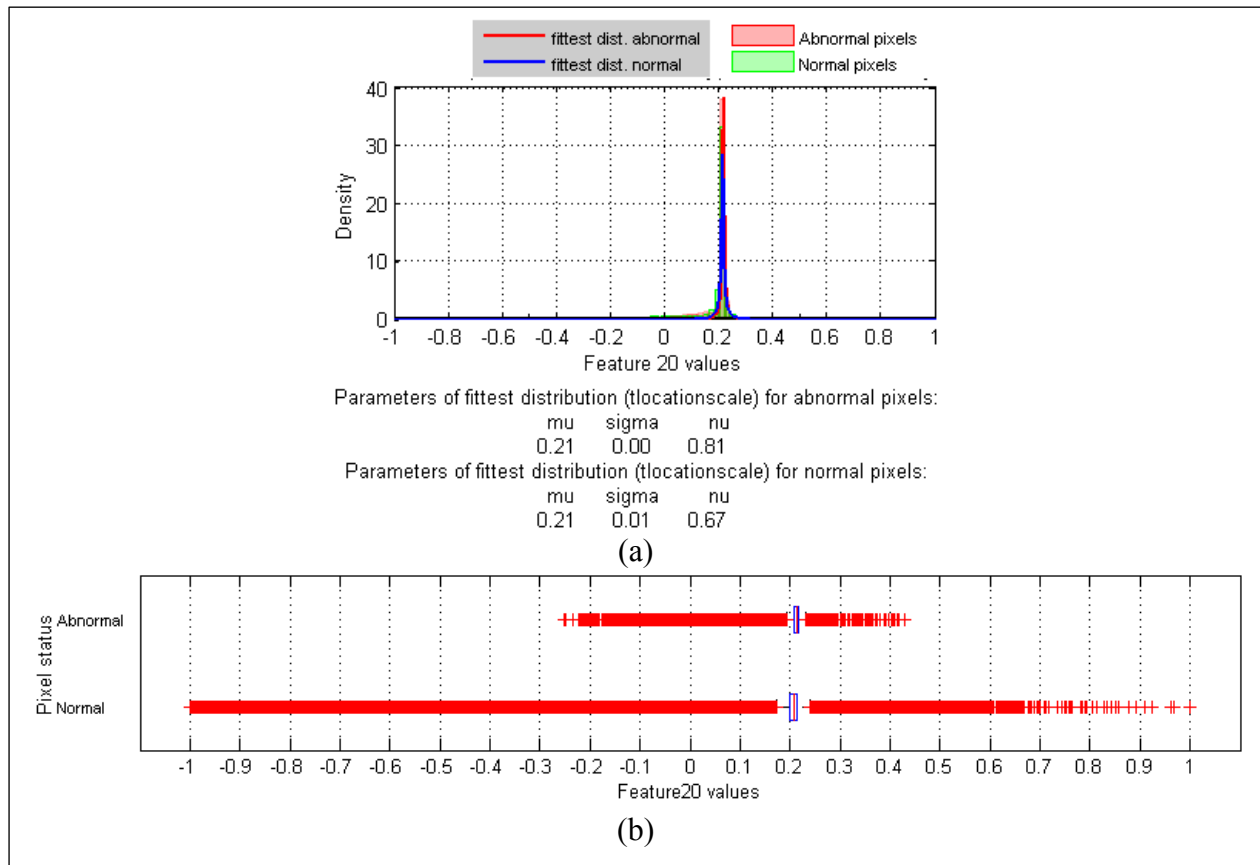 fittest dist. abnormal Abnormal pixels
fittest dist. normal Normal pixels
40
30
20
10
0
Density
-1 -0.8 -0.6 -0.4 -0.2 0 0.2 0.4 0.6 0.8 1
Feature 20 values
Parameters of fittest distribution (tlocationscale) for abnormal pixels:
mu sigma nu
0.21 0.00 0.81
Parameters of fittest distribution (tlocationscale) for normal pixels:
mu sigma nu
0.21 0.01 0.67
(a)
Pixel status
Abnormal
Normal
-1 -0.9 -0.8 -0.7 -0.6 -0.5 -0.4 -0.3 -0.2 -0.1 0 0.1 0.2 0.3 0.4 0.5 0.6 0.7 0.8 0.9 1
Feature20 values
(b)